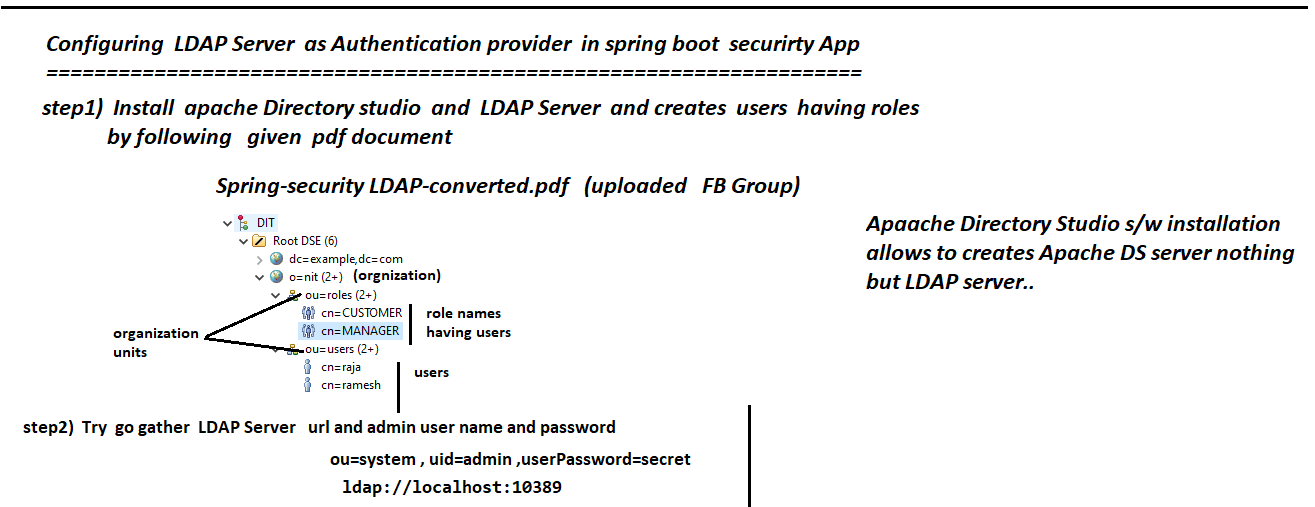 Configuring LDAP Server as Authentication provider in spring boot securirty App
====================================================================
step1) Install apache Directory studio and LDAP Server and creates users having roles
by following given pdf document
Spring-security LDAP-converted.pdf (uploaded FB Group)
DIT
Root DSE (6)
dc=example,dc=com
o=nit (2+) (orgnization)
ou=roles (2+)
cn=CUSTOMER
cn=MANAGER
role names
having users
organization
units
ou=users (2+)
cn=raja
cn=ramesh
users
Apaache Directory Studio s/w installation
allows to creates Apache DS server nothing
but LDAP server..
step2) Try go gather LDAP Server url and admin user name and password
ou=system , uid=admin ,userPassword=secret
ldap://localhost:10389